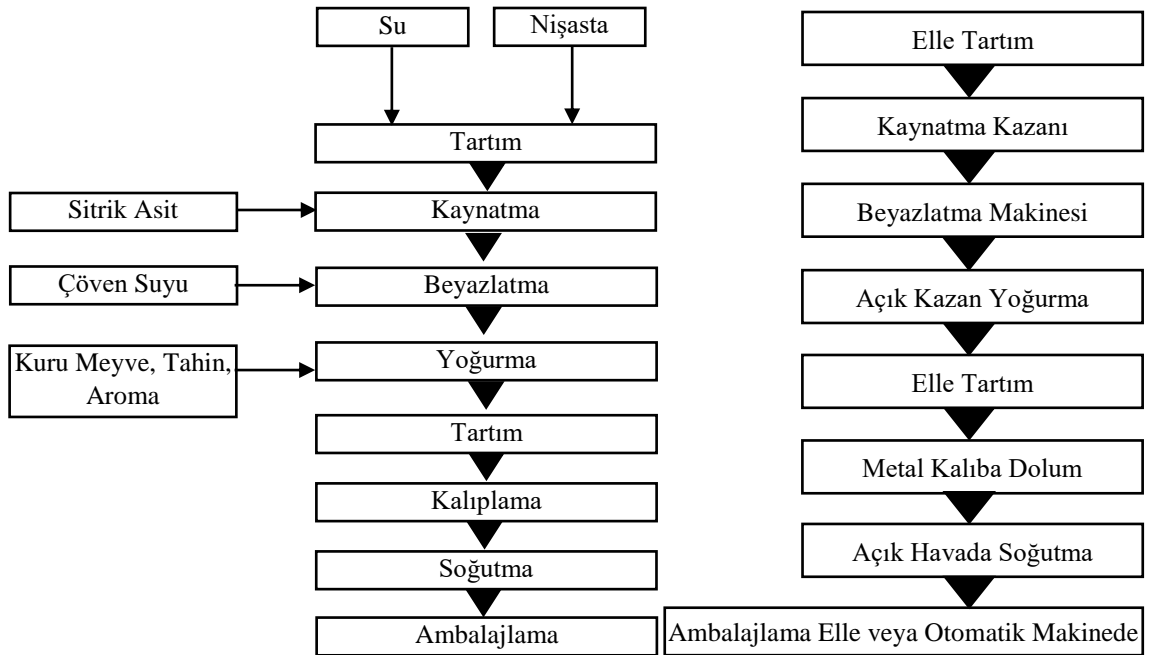 Su
Nişasta
Tartım
Sitrik Asit
Kaynatma
Çöven Suyu
Beyazlatma
Kuru Meyve, Tahin,
Aroma
Yoğurma
Tartım
Kalıplama
Soğutma
Ambalajlama
Elle Tartım
Kaynatma Kazanı
Beyazlatma Makinesi
Açık Kazan Yoğurma
Elle Tartım
Metal Kalıba Dolum
Açık Havada Soğutma
Ambalajlama Elle veya Otomatik Makinede